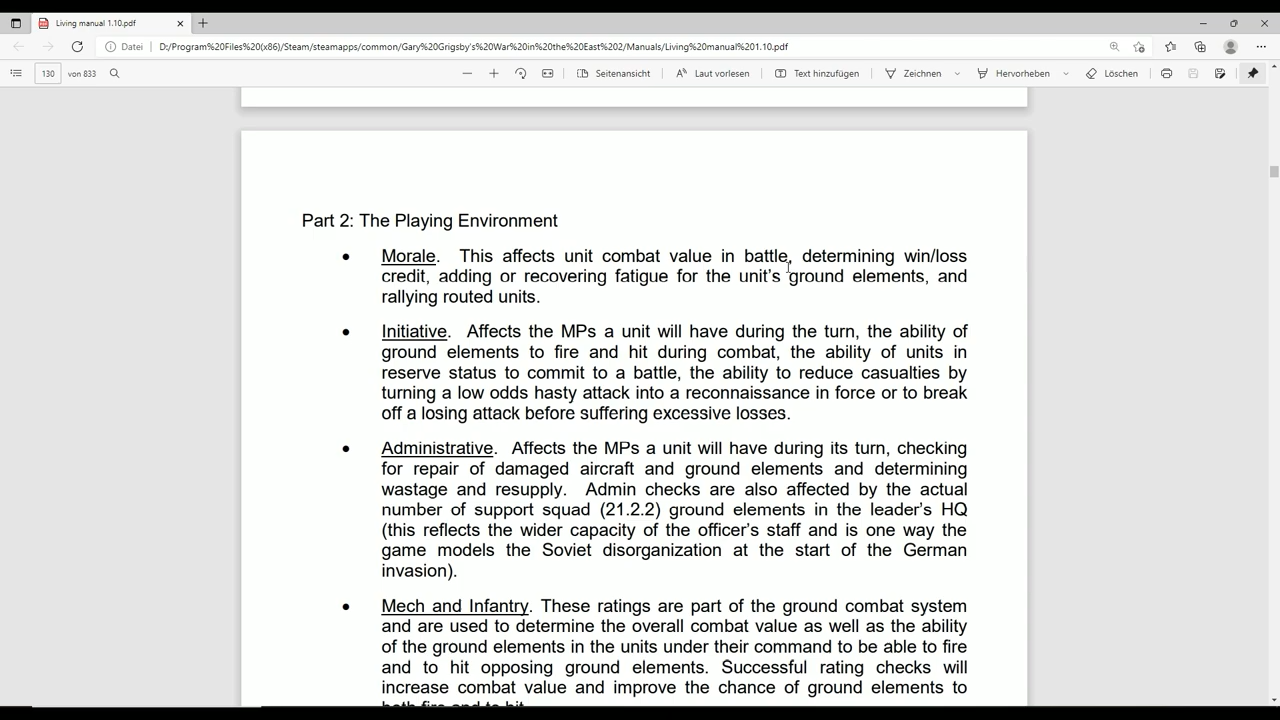 Living manual 1.10.pdf
Datei D:/Program%20Files%20(x86)/Steam/steamapps/common/Gary%20Grigsby's%20War%20in%20the%20East%202/Manuals/Living%20manual%201.10.pdf
130 von 833 Seitenansicht Laut vorlesen Text hinzufügen Zeichnen Hervorheben Löschen
Part 2: The Playing Environment
• Morale. This affects unit combat value in battle, determining win/loss
credit, adding or recovering fatigue for the unit's ground elements, and
rallying routed units.
• Initiative. Affects the MPs a unit will have during the turn, the ability of
ground elements to fire and hit during combat, the ability of units in
reserve status to commit to a battle, the ability to reduce casualties by
turning a low odds hasty attack into a reconnaissance in force or to break
off a losing attack before suffering excessive losses.
• Administrative. Affects the MPs a unit will have during its turn, checking
for repair of damaged aircraft and ground elements and determining
wastage and resupply. Admin checks are also affected by the actual
number of support squad (21.2.2) ground elements in the leader's HQ
(this reflects the wider capacity of the officer's staff and is one way the
game models the Soviet disorganization at the start of the German
invasion).
• Mech and Infantry. These ratings are part of the ground combat system
and are used to determine the overall combat value as well as the ability
of the ground elements in the units under their command to be able to fire
and to hit opposing ground elements. Successful rating checks will
increase combat value and improve the chance of ground elements to
both fire and to hit.